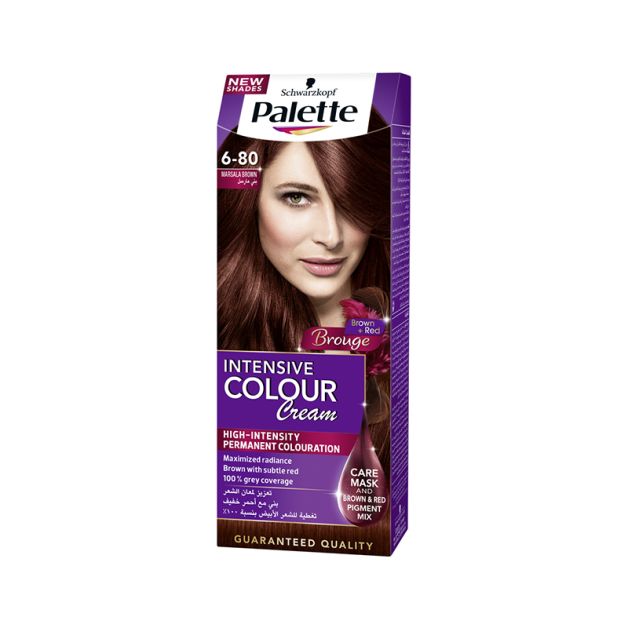 NEW
SHADES
Schwarzkopf
Palette
6-80
MARSALA BROWN
بني مارسل
Brown
+ Red
Brouge
INTENSIVE
COLOUR
Cream
HIGH-INTENSITY
PERMANENT COLOURATION
Maximized radiance
Brown with subtle red
100% grey coverage
تعزيز لمعان الشعر
بني مع أحمر خفيف
تغطية للشعر الأبيض بنسبة ١٠٠٪
CARE
MASK
AND
BROWN & RED
PIGMENT
MIX
GUARANTEED QUALITY